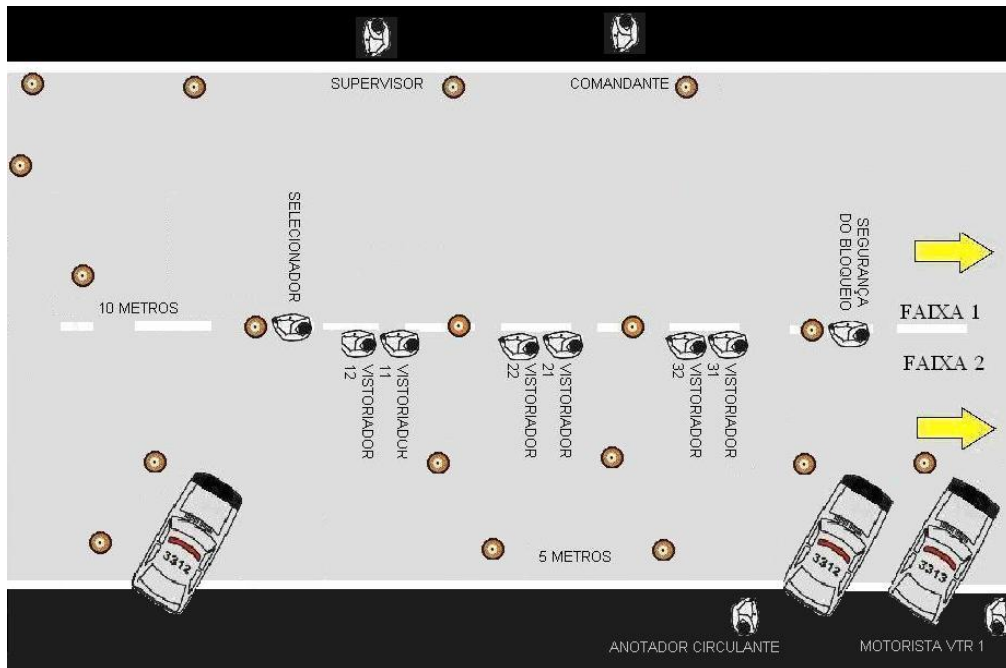 SUPERVISOR
COMANDANTE
SELECIONADOR
SEGURANÇA
DO BLOQUEIO
10 METROS
FAIXA 1
FAIXA 2
VISTORIADOR
12
VISTORIADUR
11
VISTORIADOR
22
VISTORIADOR
21
VISTORIADOR
32
VISTORIADOR
31
5 METROS
3312
3312
3313
ANOTADOR CIRCULANTE
MOTORISTA VTR 1